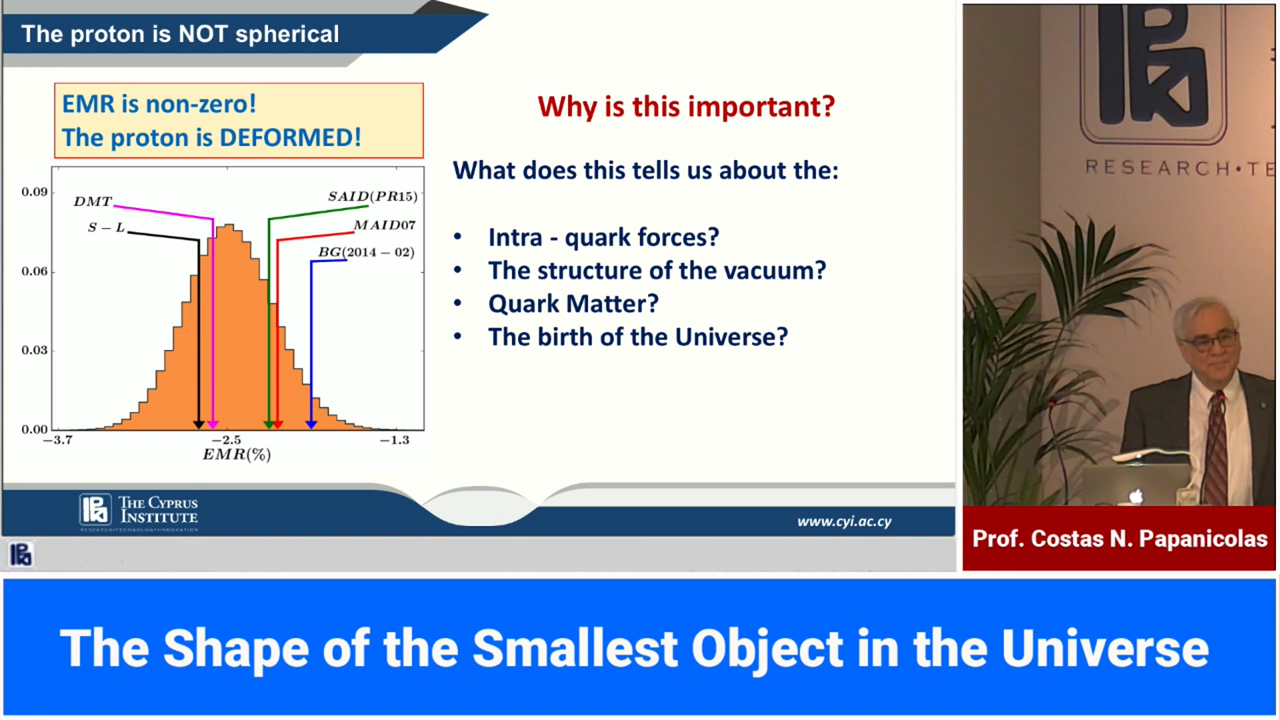 The proton is NOT spherical
EMR is non-zero!
The proton is DEFORMED!
Why is this important?
What does this tells us about the:
• Intra - quark forces?
• The structure of the vacuum?
• Quark Matter?
• The birth of the Universe?
0.09
0.06
0.03
0.00
DMT
S – L
SAID(PR15)
MAID07
BG(2014 – 02)
−3.7
−2.5
−1.3
EMR(%)
THE CYPRUS
INSTITUTE
RESEARCH•TECHNOLOGY•INNOVATION
www.cyi.ac.cy
RESEARCH•TE
Prof. Costas N. Papanicolas
The Shape of the Smallest Object in the Universe